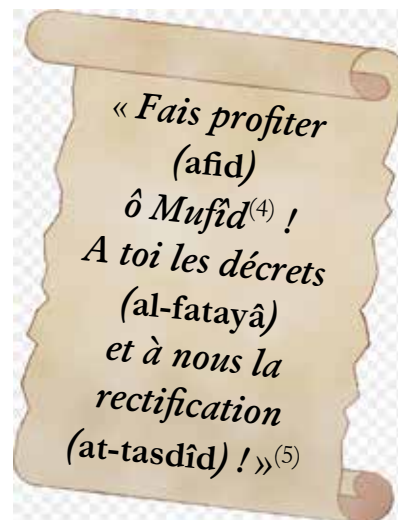 « Fais profiter
(afid)
ô Mufîd(4) !
A toi les décrets
(al-fatayâ)
et à nous la
rectification
(at-tasdîd) ! »(5)